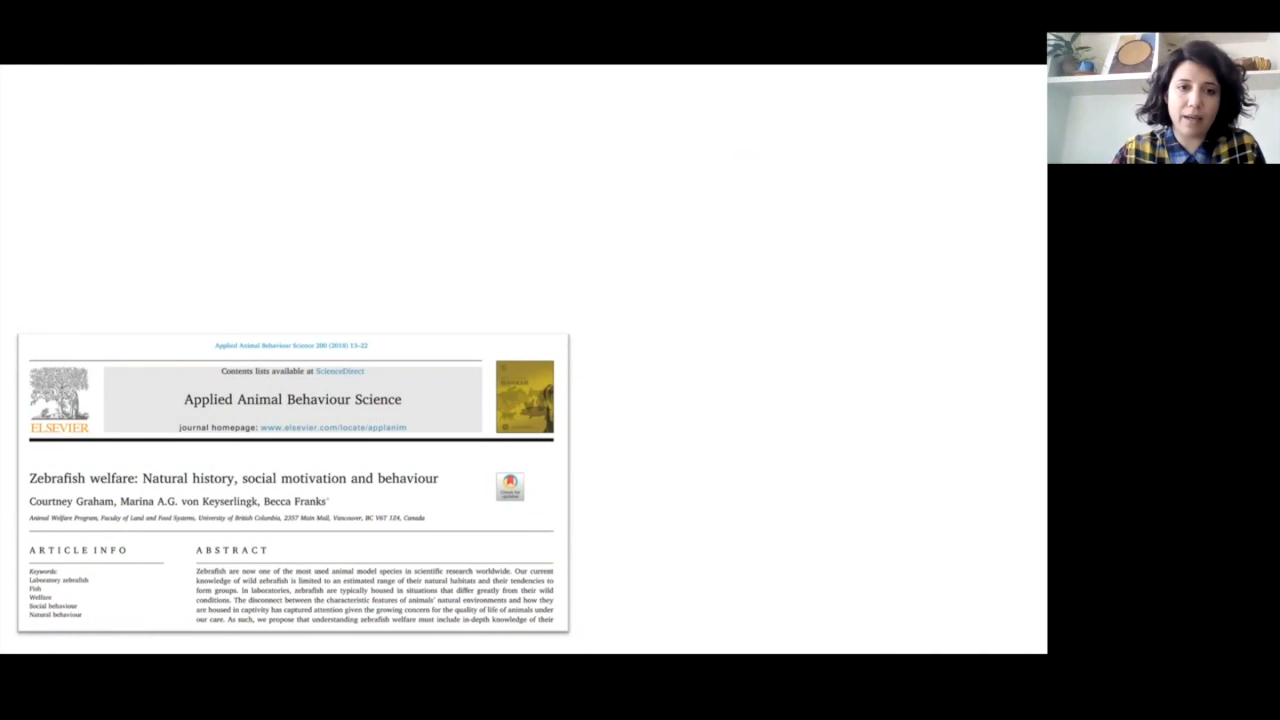 Applied Animal Behaviour Science 200 (2018) 13–22
Contents lists available at ScienceDirect
Applied Animal Behaviour Science
journal homepage: www.elsevier.com/locate/applanim
ELSEVIER
Zebrafish welfare: Natural history, social motivation and behaviour
Courtney Graham, Marina A.G. von Keyserlingk, Becca Franks*
Animal Welfare Program, Faculty of Land and Food Systems, University of British Columbia, 2357 Main Mall, Vancouver, BC V6T 1Z4, Canada
ARTICLE INFO
Keywords:
Laboratory zebrafish
Fish
Welfare
Social behaviour
Natural behaviour
ABSTRACT
Zebrafish are now one of the most used animal model species in scientific research worldwide. Our current
knowledge of wild zebrafish is limited to an estimated range of their natural habitats and their tendencies to
form groups. In laboratories, zebrafish are typically housed in situations that differ greatly from their wild
conditions. The disconnect between the characteristic features of animals' natural environments and how they
are housed in captivity has captured attention given the growing concern for the quality of life of animals under
our care. As such, we propose that understanding zebrafish welfare must include in-depth knowledge of their
Check for
updates